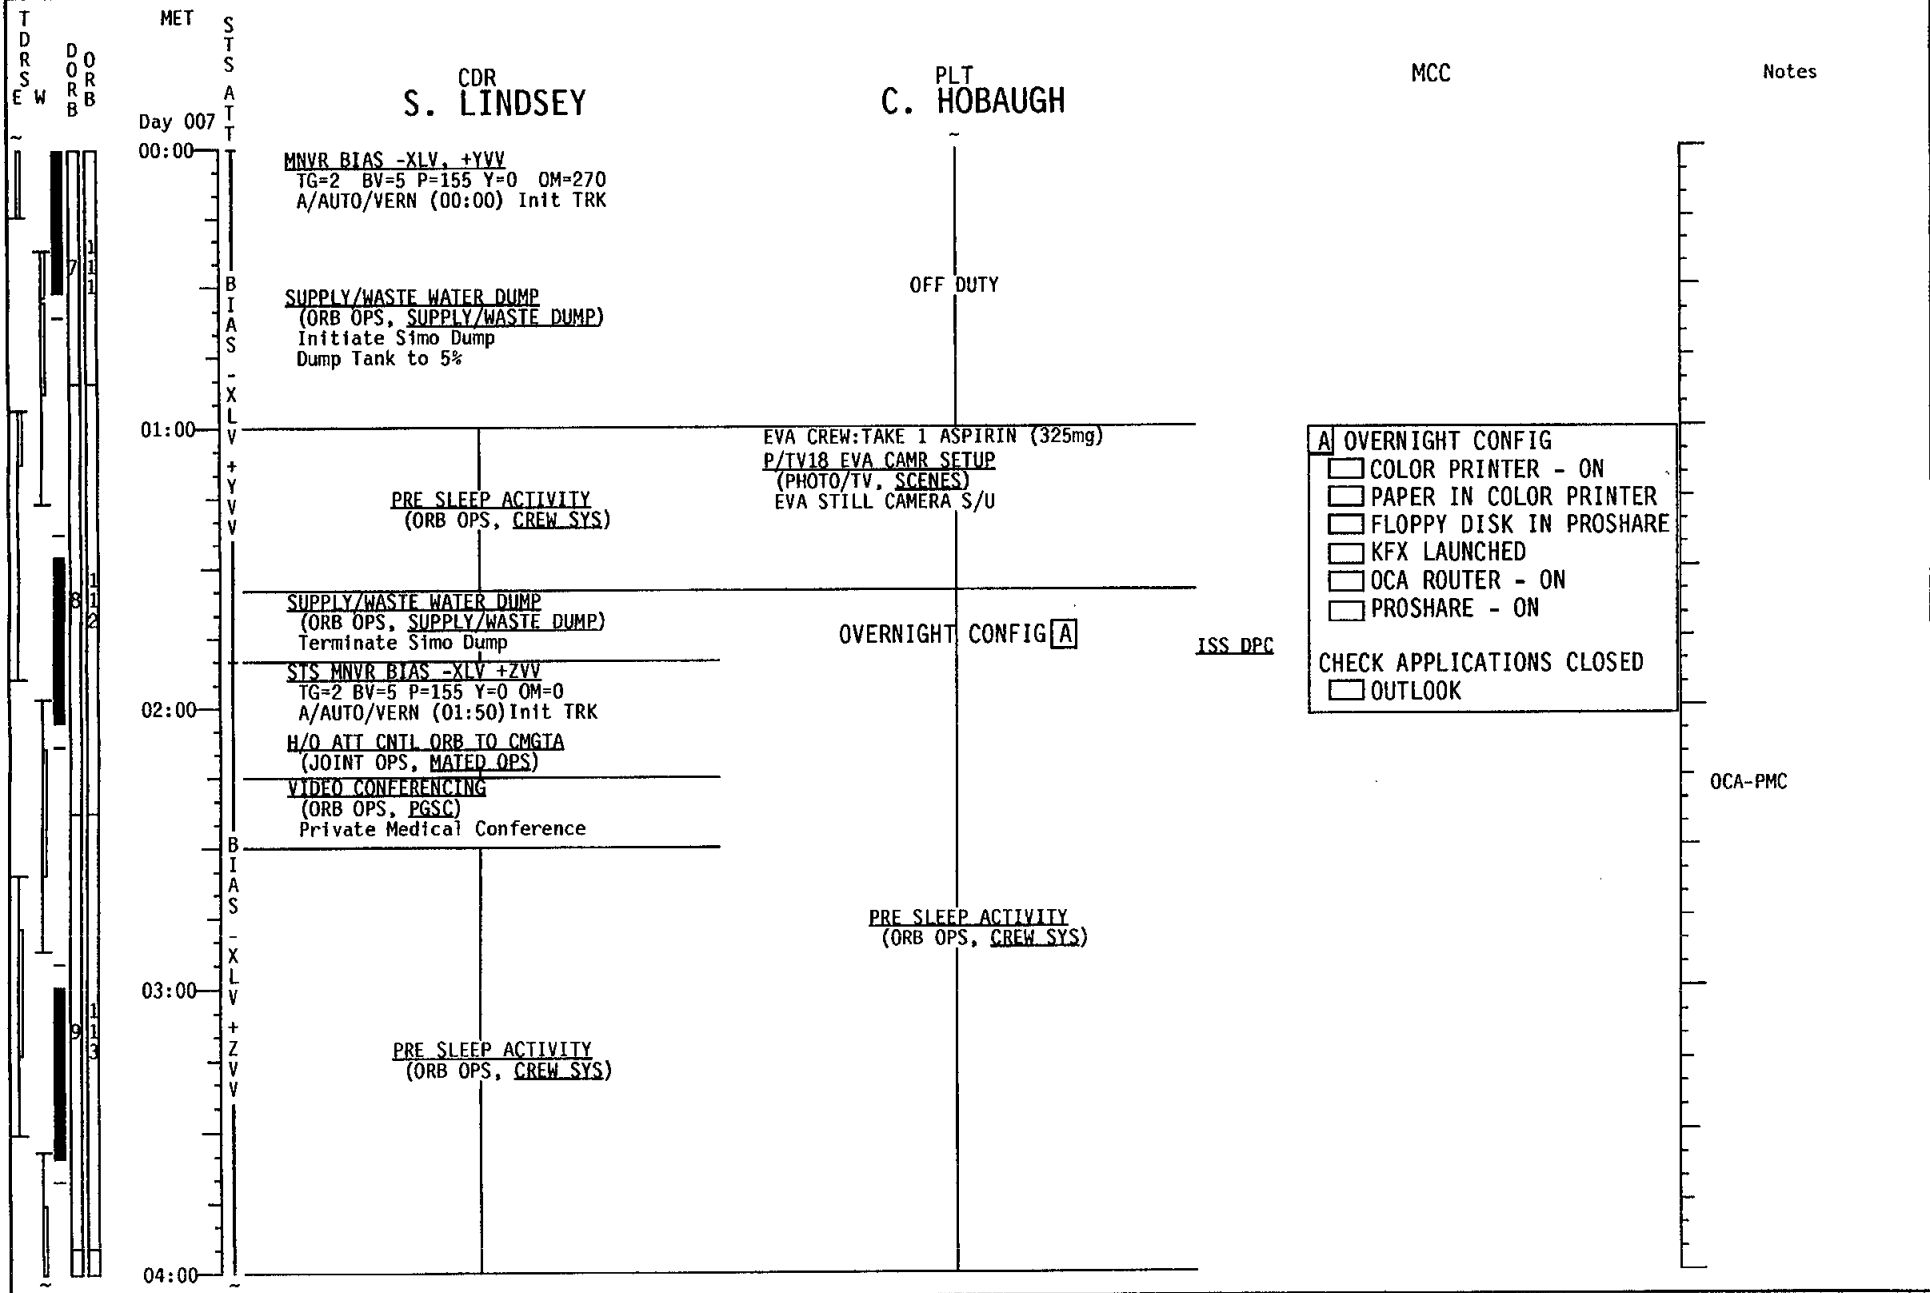 TDRS
E W
DORB
ORB
MET
STS ATT
CDR
S. LINDSEY
PLT
C. HOBAUGH
MCC
Notes
Day 007
~
~
00:00
MNVR BIAS -XLV, +YVV
TG=2 BV=5 P=155 Y=0 OM=270
A/AUTO/VERN (00:00) Init TRK
7
111
BIAS -XLV +YVV
OFF DUTY
SUPPLY/WASTE WATER DUMP
(ORB OPS, SUPPLY/WASTE DUMP)
Initiate Simo Dump
Dump Tank to 5%
01:00
EVA CREW:TAKE 1 ASPIRIN (325mg)
P/TV18 EVA CAMR SETUP
(PHOTO/TV, SCENES)
EVA STILL CAMERA S/U
PRE SLEEP ACTIVITY
(ORB OPS, CREW SYS)
A OVERNIGHT CONFIG
COLOR PRINTER - ON
PAPER IN COLOR PRINTER
FLOPPY DISK IN PROSHARE
KFX LAUNCHED
OCA ROUTER - ON
PROSHARE - ON
CHECK APPLICATIONS CLOSED
OUTLOOK
8
112
SUPPLY/WASTE WATER DUMP
(ORB OPS, SUPPLY/WASTE DUMP)
Terminate Simo Dump
OVERNIGHT CONFIG A
ISS DPC
STS MNVR BIAS -XLV +ZVV
TG=2 BV=5 P=155 Y=0 OM=0
A/AUTO/VERN (01:50)Init TRK
02:00
H/O ATT CNTL ORB TO CMGTA
(JOINT OPS, MATED OPS)
VIDEO CONFERENCING
(ORB OPS, PGSC)
Private Medical Conference
OCA-PMC
BIAS -XLV +ZVV
PRE SLEEP ACTIVITY
(ORB OPS, CREW SYS)
03:00
9
113
PRE SLEEP ACTIVITY
(ORB OPS, CREW SYS)
04:00
~
~